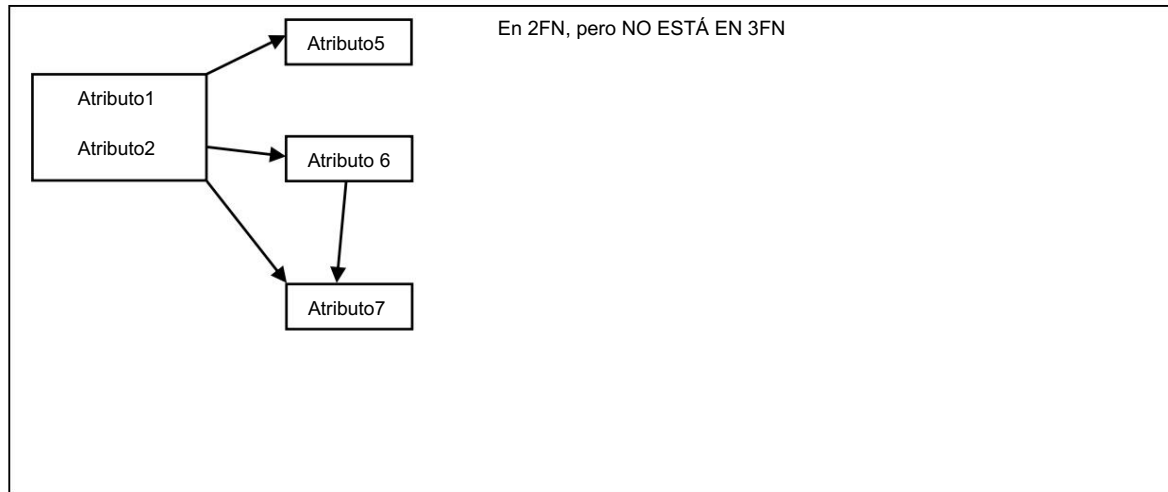 En 2FN, pero NO ESTÁ EN 3FN
Atributo5
Atributo1
Atributo2
Atributo 6
Atributo7